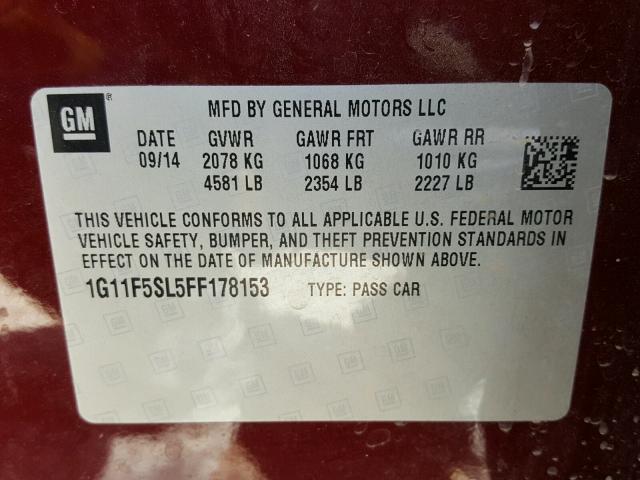 GM ® MFD BY GENERAL MOTORS LLC
DATE GVWR GAWR FRT GAWR RR
09/14 2078 KG 1068 KG 1010 KG
4581 LB 2354 LB 2227 LB
THIS VEHICLE CONFORMS TO ALL APPLICABLE U.S. FEDERAL MOTOR
VEHICLE SAFETY, BUMPER, AND THEFT PREVENTION STANDARDS IN
EFFECT ON THE DATE OF MANUFACTURE SHOWN ABOVE.
1G11F5SL5FF178153 TYPE: PASS CAR